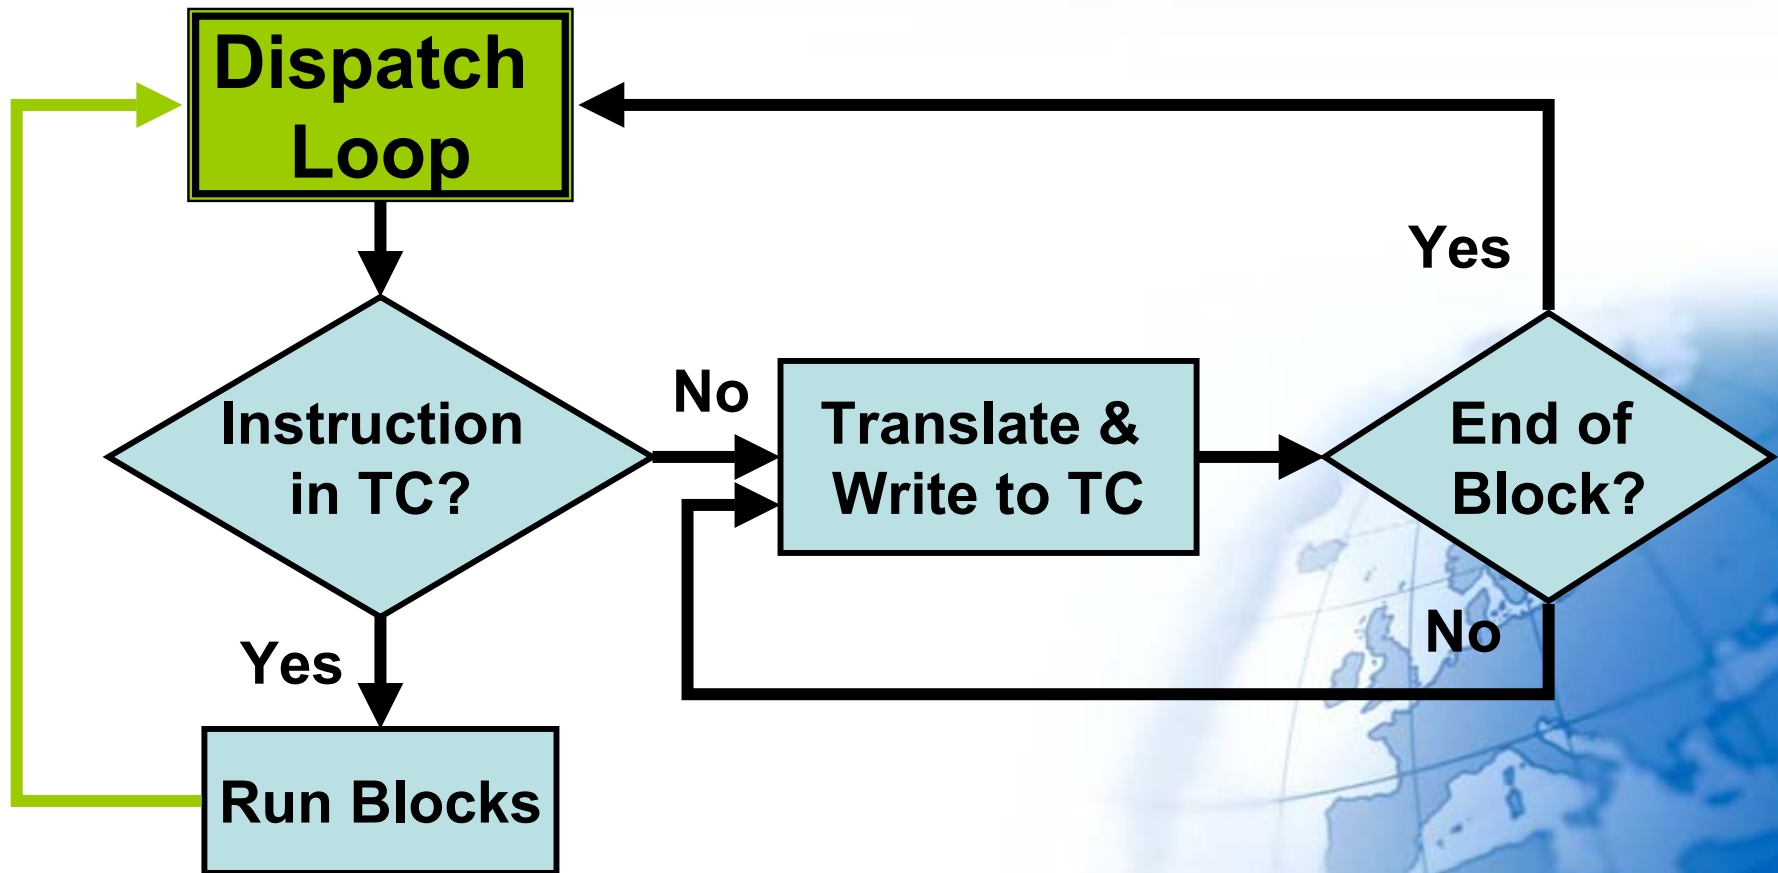 Dispatch
Loop
Yes
No
Instruction
in TC?
Translate &
Write to TC
End of
Block?
No
Yes
Run Blocks